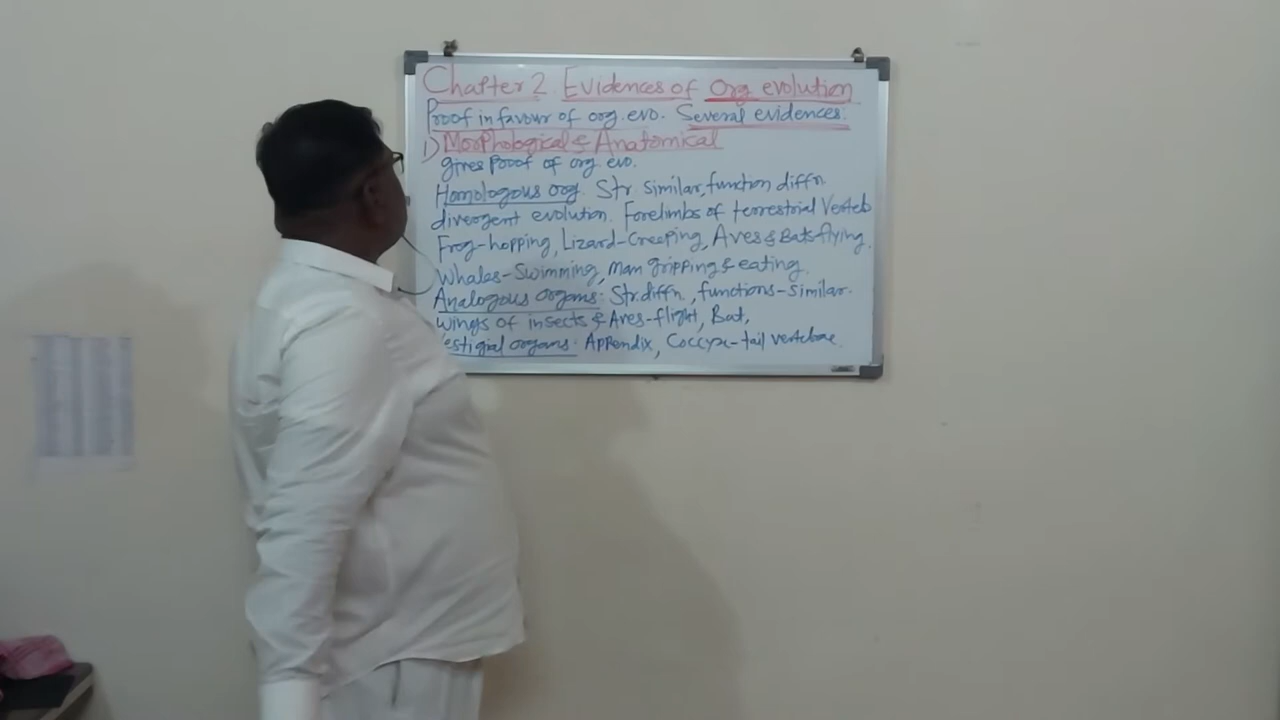 Chapter 2 Evidences of Org evolution
Proof in favour of org. evo. Several evidences:
1) Morphological & Anatomical
gives Proof of org. evo.
Homologous org. Str. similar, function diffn.
divergent evolution. Forelimbs of terrestrial Verteb
Frog-hopping, Lizard-Creeping, Aves & Bats flying.
Whales-Swimming, Man gripping & eating.
Analogous Organs: Str. diffn, functions-similar.
Wings of insects & Aves-flight, Bat,
estigial organs: Appendix, Coccyx-tail vertebrae.